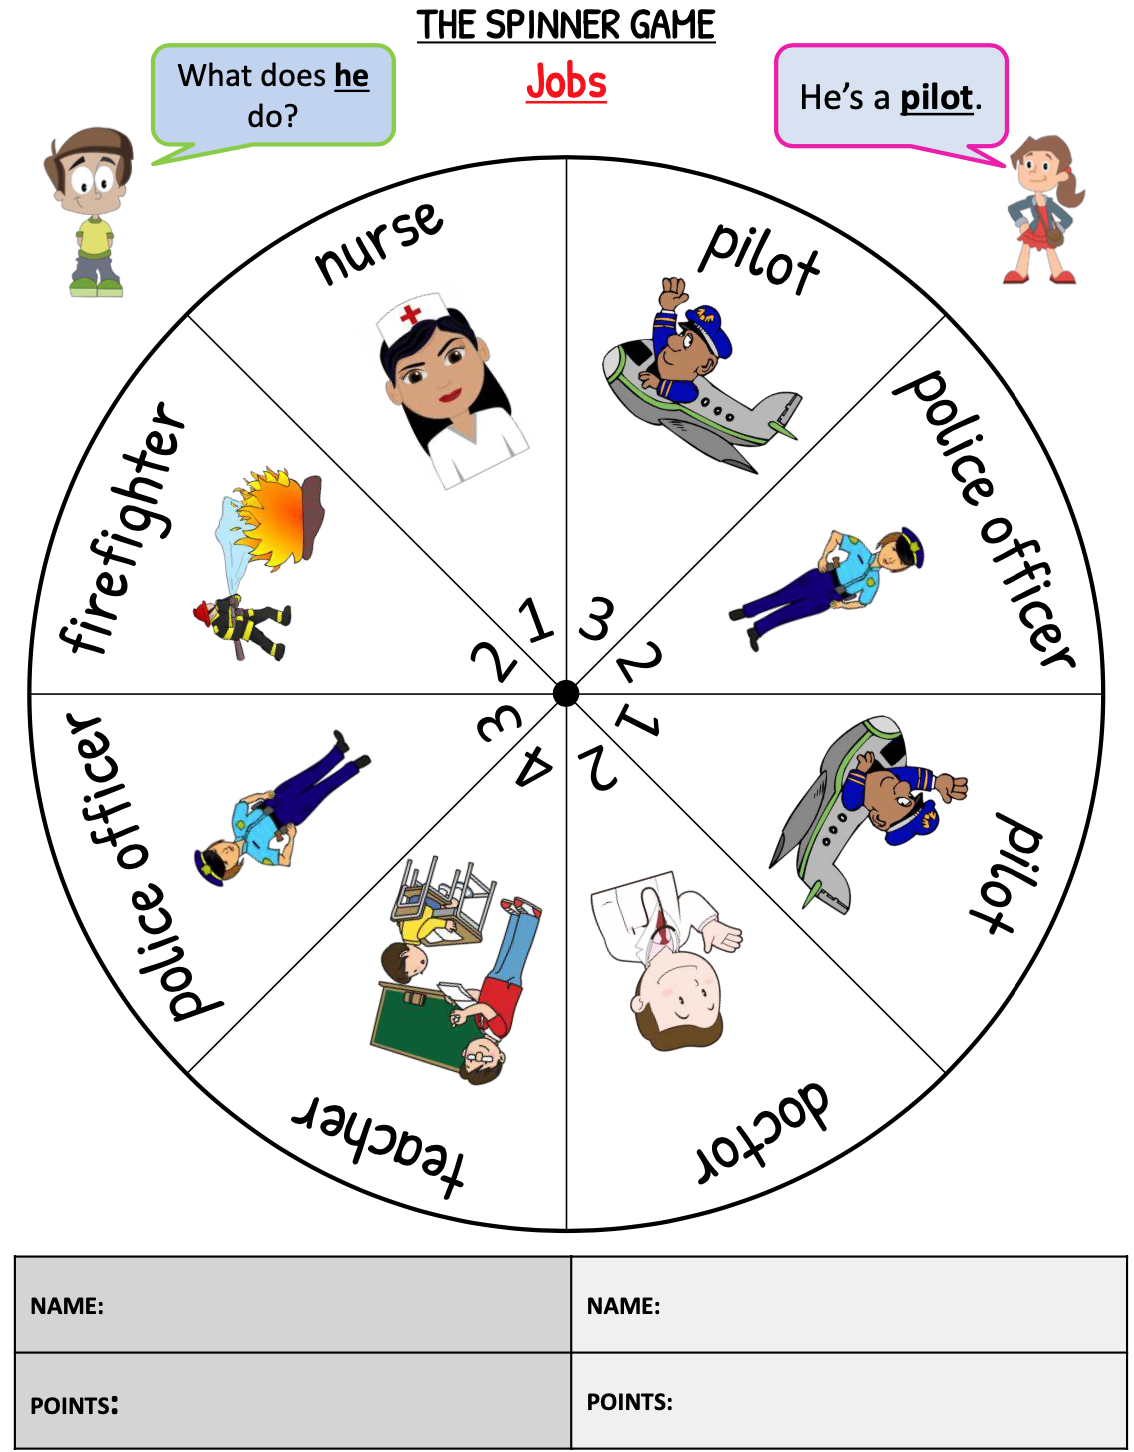 THE SPINNER GAME
Jobs
What does he
do?
He’s a pilot.
nurse
pilot
police officer
pilot
doctor
teacher
police officer
firefighter
1
3
2
1
2
4
3
2
NAME:
NAME:
POINTS:
POINTS: